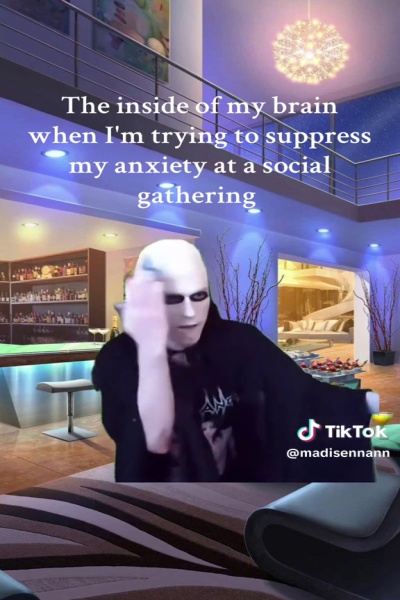 The inside of my brain
when I'm trying to suppress
my anxiety at a social
gathering
TikTok
@madisennann